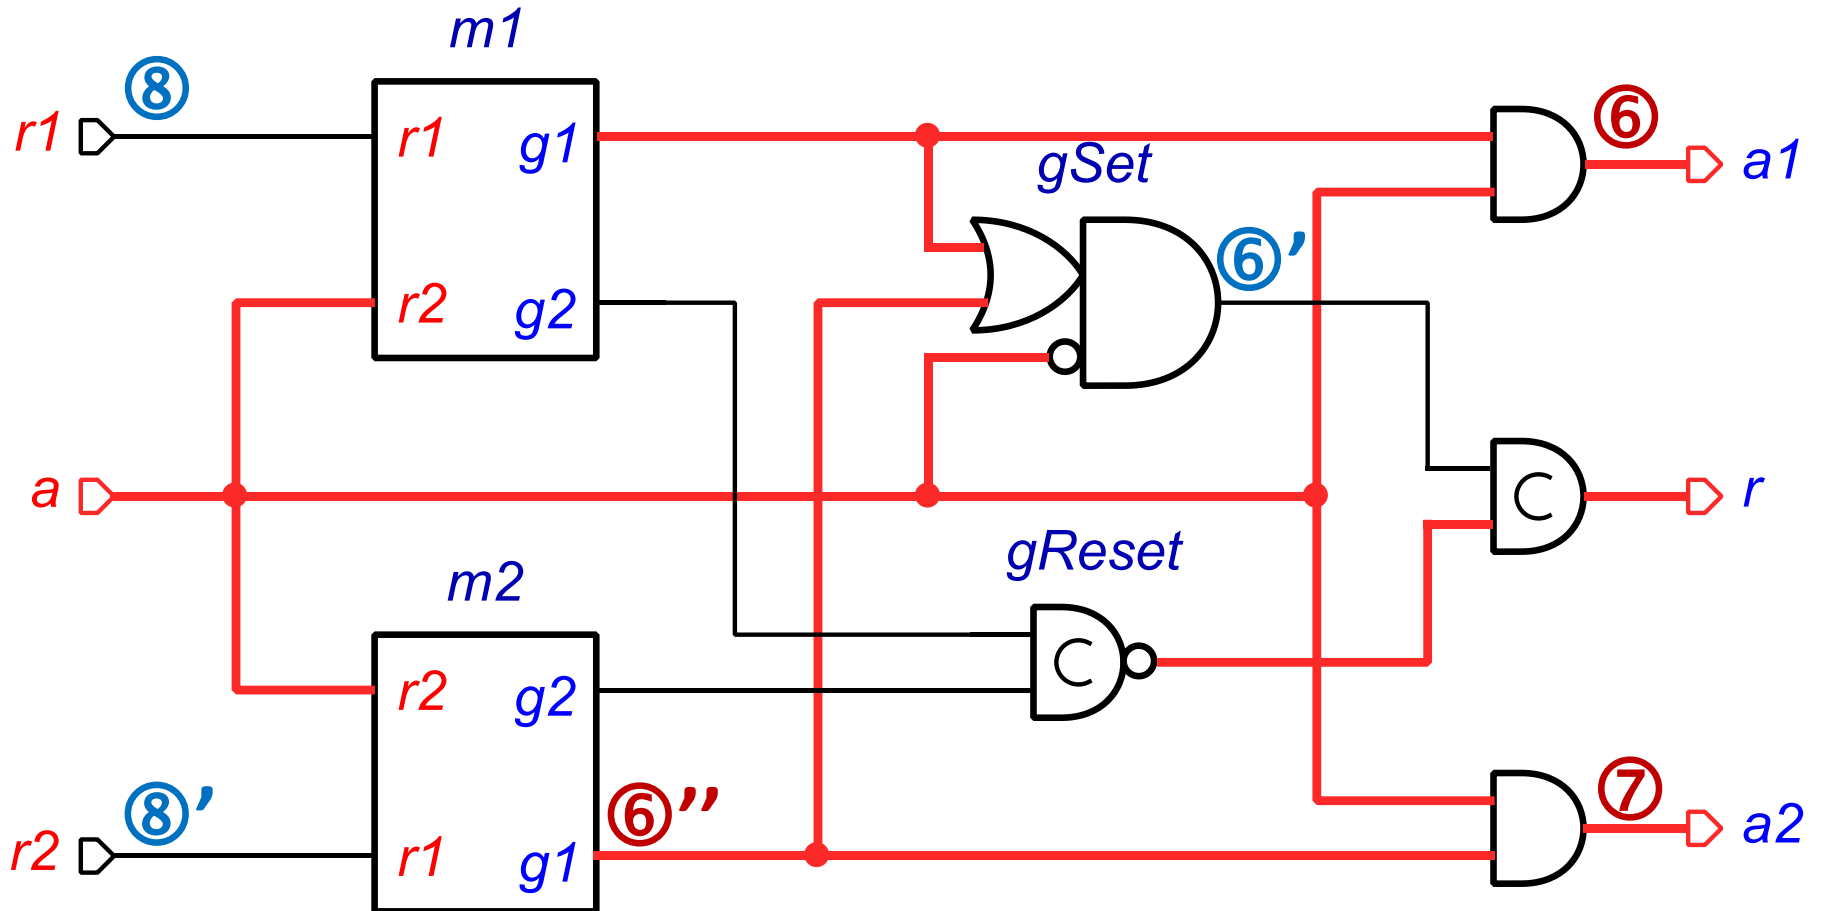 m1
r1 ⑧ r1 g1 ⑥ a1
gSet
r2 g2 ⑥’
a C r
gReset
m2
r2 g2 C
⑧’ ⑥’’ ⑦
r2 r1 g1 a2